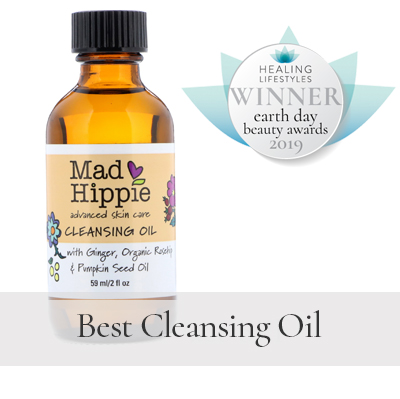 HEALING
LIFESTYLES
WINNER
earth day
beauty awards
2019
Mad
Hippie
advanced skin care
CLEANSING OIL
with Ginger, Organic Rosehip
& Pumpkin Seed Oil
59 ml/2 fl oz
Best Cleansing Oil